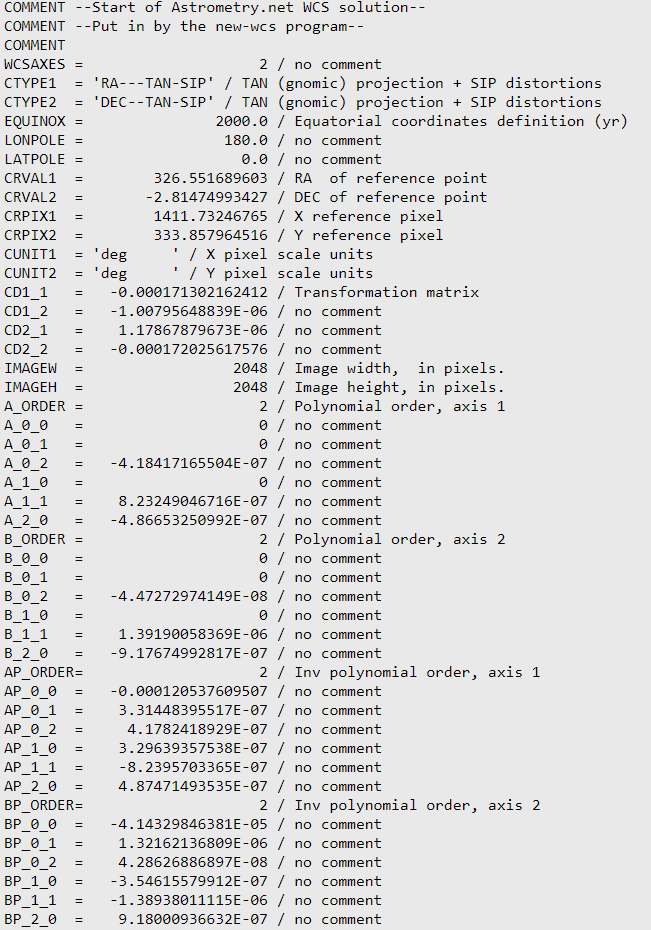 COMMENT --Start of Astrometry.net WCS solution--
COMMENT --Put in by the new-wcs program--
COMMENT
WCSAXES =                    2 / no comment
CTYPE1  = 'RA---TAN-SIP' / TAN (gnomic) projection + SIP distortions
CTYPE2  = 'DEC--TAN-SIP' / TAN (gnomic) projection + SIP distortions
EQUINOX =               2000.0 / Equatorial coordinates definition (yr)
LONPOLE =                180.0 / no comment
LATPOLE =                  0.0 / no comment
CRVAL1  =        326.551689603 / RA  of reference point
CRVAL2  =       -2.81474993427 / DEC of reference point
CRPIX1  =        1411.73246765 / X reference pixel
CRPIX2  =        333.857964516 / Y reference pixel
CUNIT1  = 'deg     ' / X pixel scale units
CUNIT2  = 'deg     ' / Y pixel scale units
CD1_1   =   -0.000171302162412 / Transformation matrix
CD1_2   =   -1.00795648839E-06 / no comment
CD2_1   =    1.17867879673E-06 / no comment
CD2_2   =   -0.000172025617576 / no comment
IMAGEW  =                 2048 / Image width,  in pixels.
IMAGEH  =                 2048 / Image height, in pixels.
A_ORDER =                    2 / Polynomial order, axis 1
A_0_0   =                    0 / no comment
A_0_1   =                    0 / no comment
A_0_2   =   -4.18417165504E-07 / no comment
A_1_0   =                    0 / no comment
A_1_1   =    8.23249046716E-07 / no comment
A_2_0   =   -4.86653250992E-07 / no comment
B_ORDER =                    2 / Polynomial order, axis 2
B_0_0   =                    0 / no comment
B_0_1   =                    0 / no comment
B_0_2   =   -4.47272974149E-08 / no comment
B_1_0   =                    0 / no comment
B_1_1   =    1.39190058369E-06 / no comment
B_2_0   =   -9.17674992817E-07 / no comment
AP_ORDER=                    2 / Inv polynomial order, axis 1
AP_0_0  =   -0.000120537609507 / no comment
AP_0_1  =    3.31448395517E-07 / no comment
AP_0_2  =     4.1782418929E-07 / no comment
AP_1_0  =    3.29639357538E-07 / no comment
AP_1_1  =    -8.2395703365E-07 / no comment
AP_2_0  =    4.87471493535E-07 / no comment
BP_ORDER=                    2 / Inv polynomial order, axis 2
BP_0_0  =   -4.14329846381E-05 / no comment
BP_0_1  =    1.32162136809E-06 / no comment
BP_0_2  =    4.28626886897E-08 / no comment
BP_1_0  =   -3.54615579912E-07 / no comment
BP_1_1  =   -1.38938011115E-06 / no comment
BP_2_0  =    9.18000936632E-07 / no comment